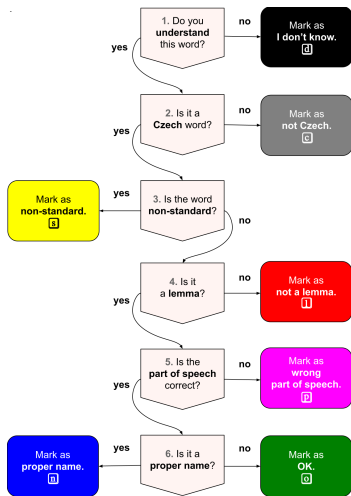 1. Do you
understand
this word?
no
Mark as
I don't know.
d
yes
2. Is it a
Czech word?
no
Mark as
not Czech.
c
yes
Mark as
non-standard.
s
yes
3. Is the word
non-standard?
no
4. Is it
a lemma?
no
Mark as
not a lemma.
l
yes
5. Is the
part of speech
correct?
no
Mark as
wrong
part of speech.
p
yes
Mark as
proper name.
n
yes
6. Is it a
proper name?
no
Mark as
OK.
o